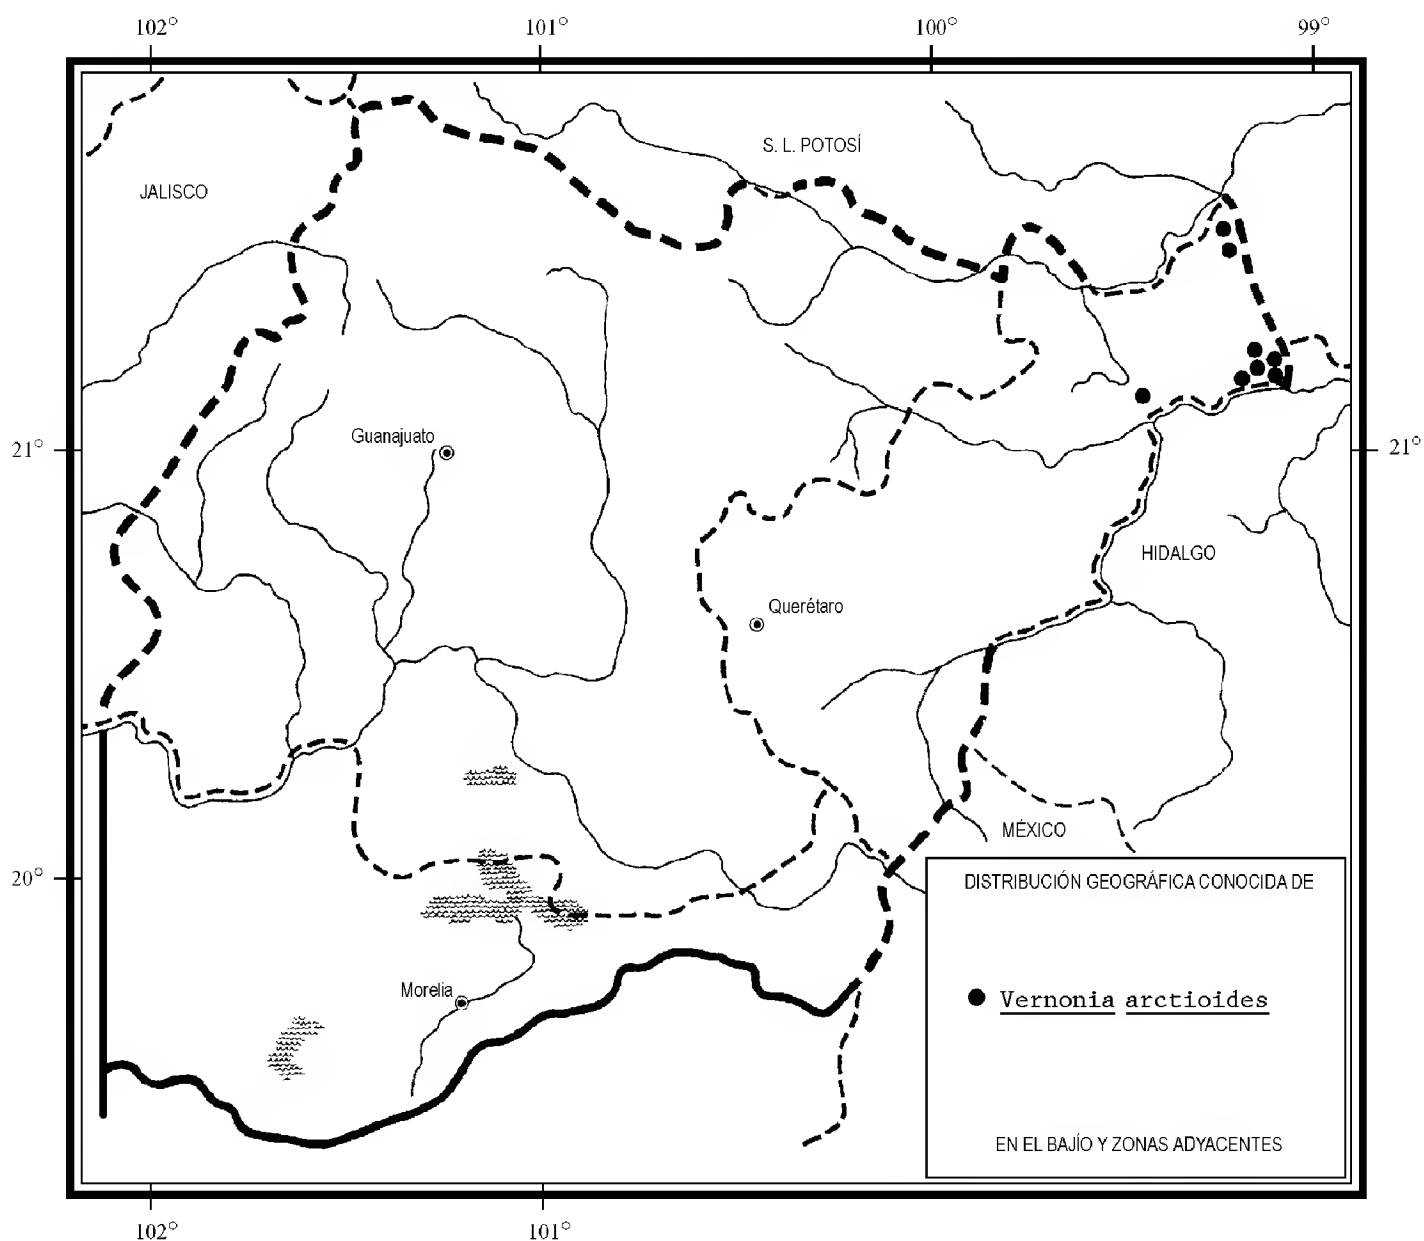 102° 101° 100° 99°
S. L. POTOSÍ
JALISCO
Guanajuato
21° 21°
HIDALGO
Querétaro
MÉXICO
20°
DISTRIBUCIÓN GEOGRÁFICA CONOCIDA DE
Morelia
Vernonia arctioides
EN EL BAJÍO Y ZONAS ADYACENTES
102° 101°